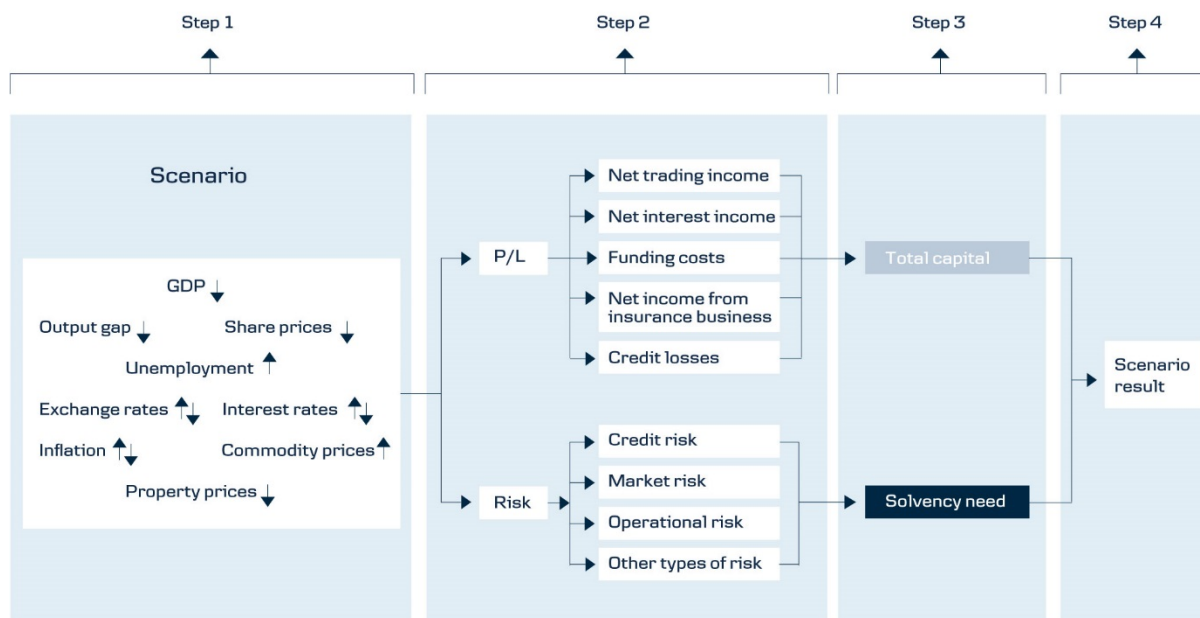 Step 1
Step 2
Step 3
Step 4
Scenario
GDP
Output gap
Share prices
Unemployment
Exchange rates
Interest rates
Inflation
Commodity prices
Property prices
P/L
Net trading income
Net interest income
Funding costs
Net income from
insurance business
Credit losses
Risk
Credit risk
Market risk
Operational risk
Other types of risk
Total capital
Solvency need
Scenario
result